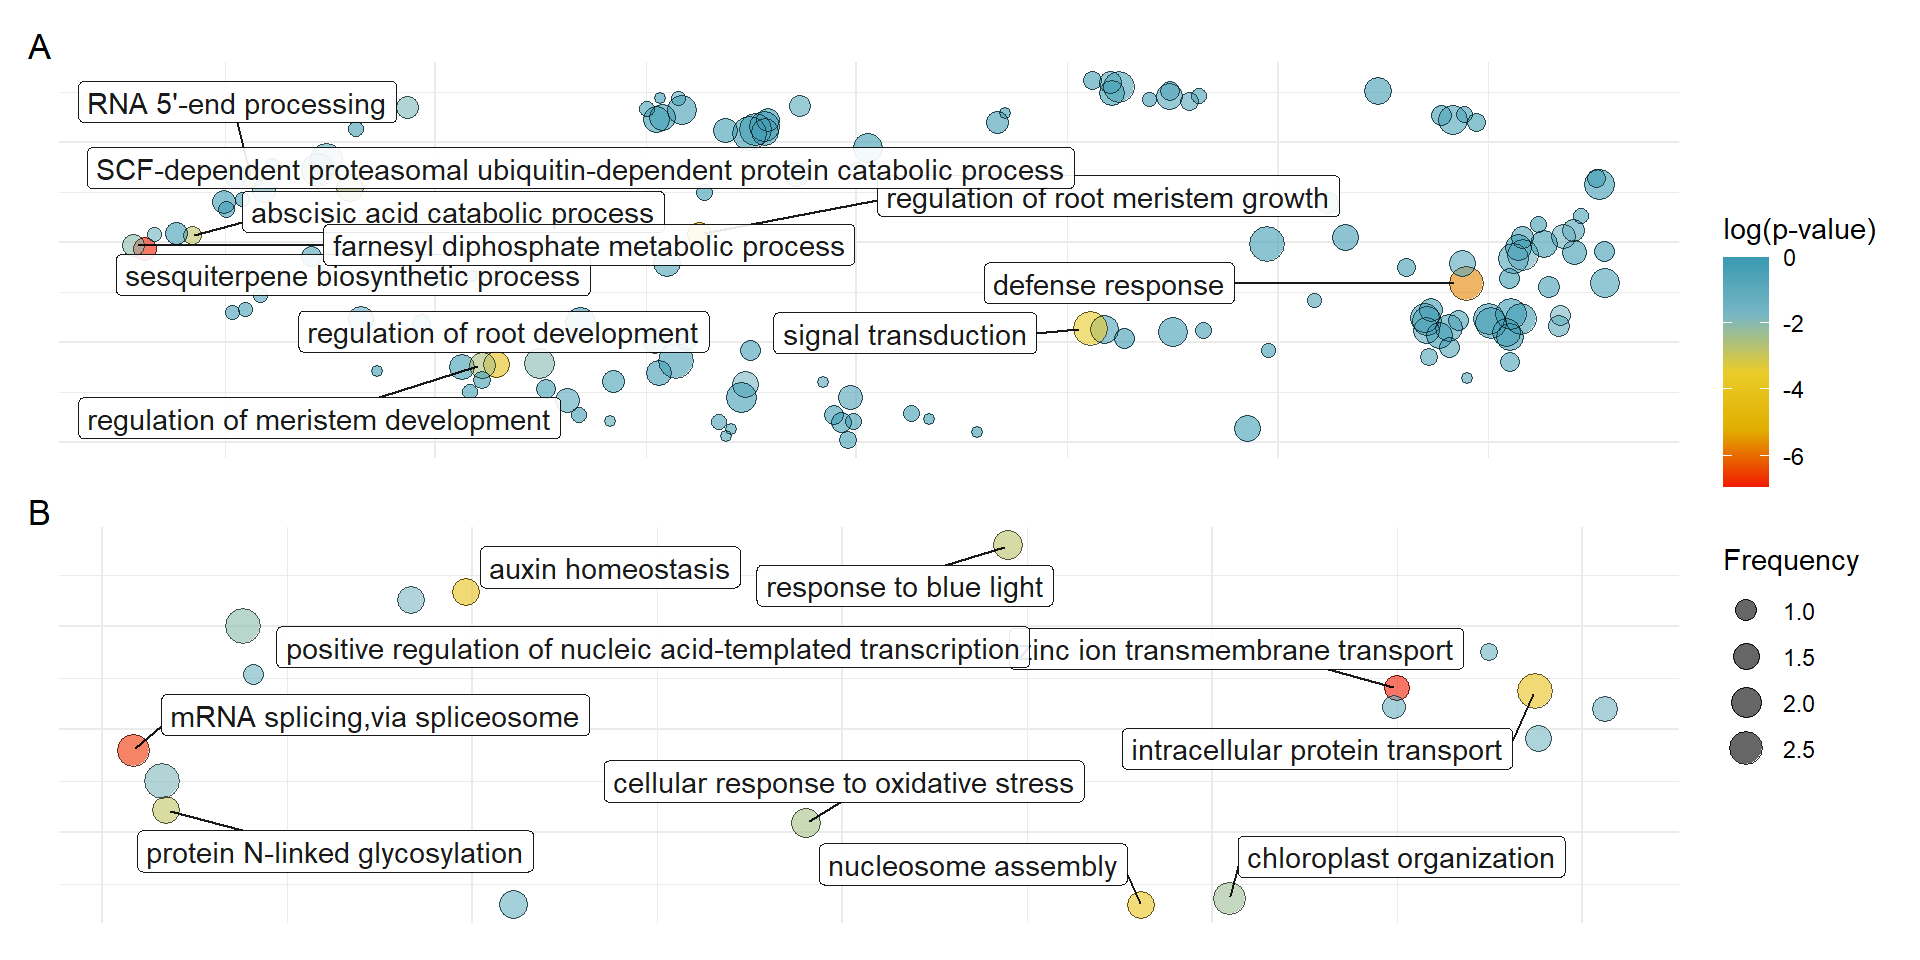 A
RNA 5'-end processing
SCF-dependent proteasomal ubiquitin-dependent protein catabolic process
regulation of root meristem growth
abscisic acid catabolic process
farnesyl diphosphate metabolic process
sesquiterpene biosynthetic process
defense response
regulation of root development
signal transduction
regulation of meristem development
log(p-value)
0
-2
-4
-6
B
auxin homeostasis
response to blue light
positive regulation of nucleic acid-templated transcription
zinc ion transmembrane transport
mRNA splicing,via spliceosome
intracellular protein transport
cellular response to oxidative stress
protein N-linked glycosylation
nucleosome assembly
chloroplast organization
Frequency
1.0
1.5
2.0
2.5